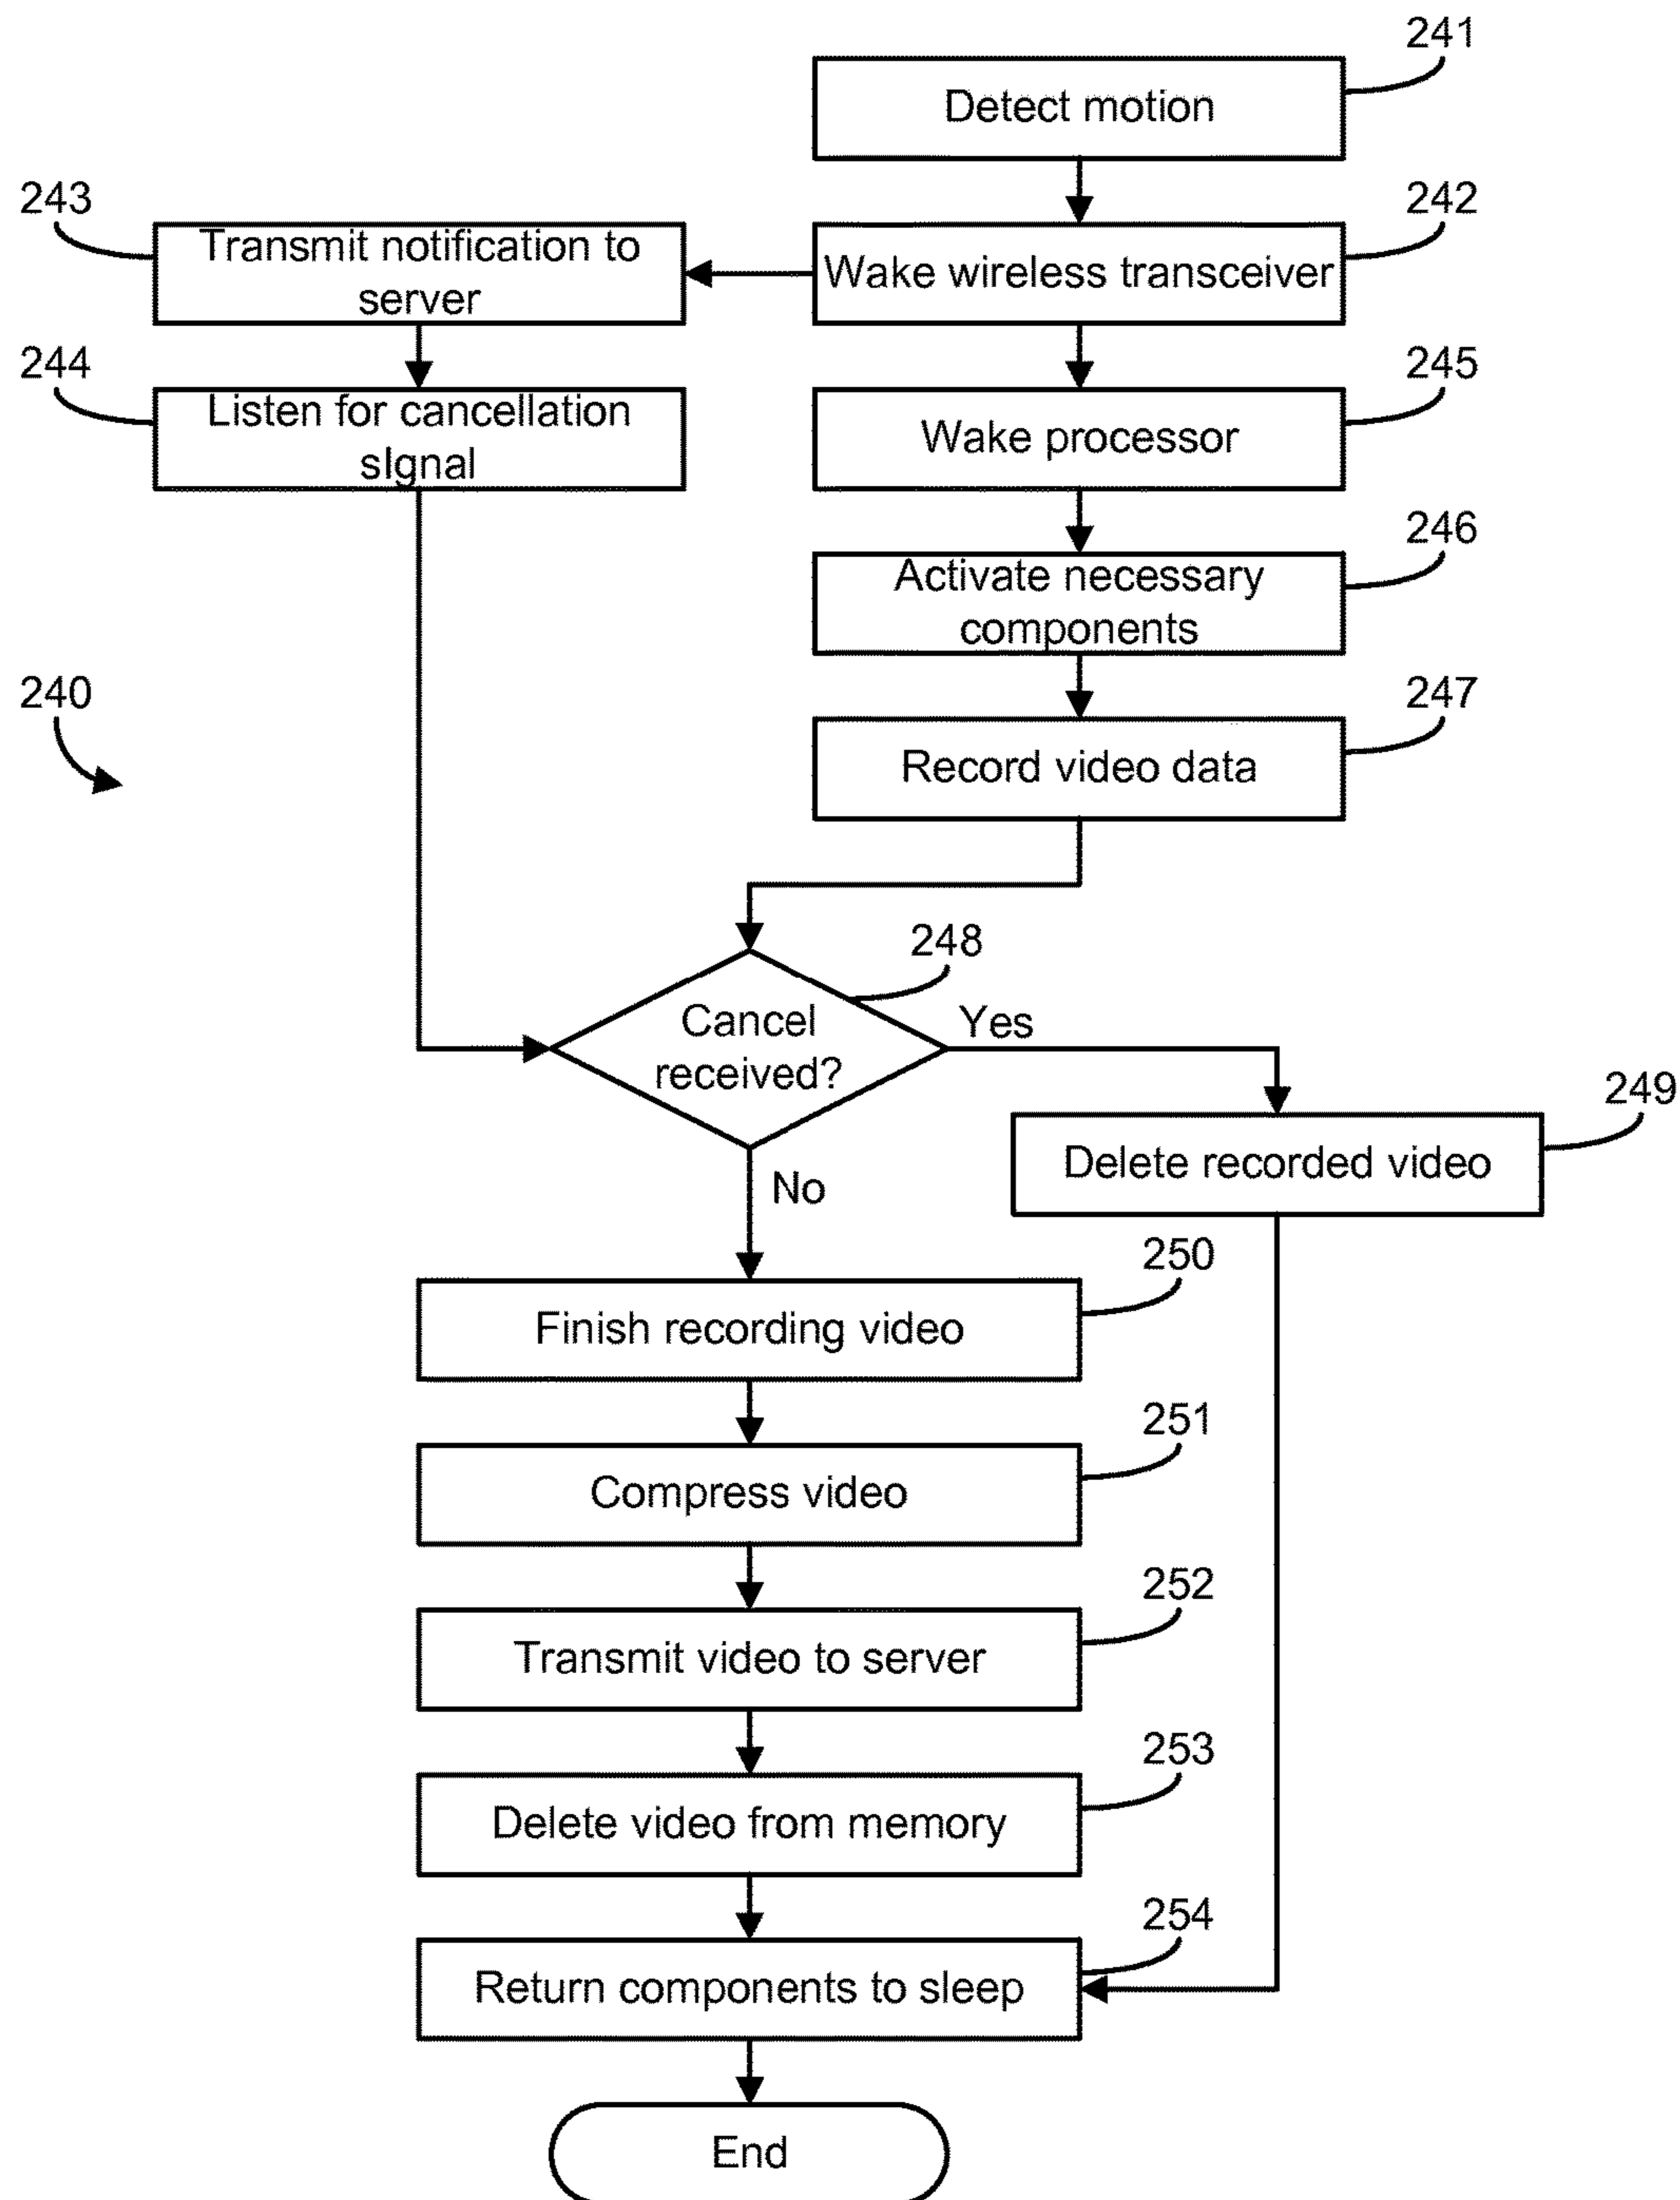 241
Detect motion
243
Transmit notification to
server
242
Wake wireless transceiver
244
Listen for cancellation
sIgnal
245
Wake processor
246
Activate necessary
components
240
247
Record video data
248
Cancel
received?
Yes
No
249
Delete recorded video
250
Finish recording video
251
Compress video
252
Transmit video to server
253
Delete video from memory
254
Return components to sleep
End